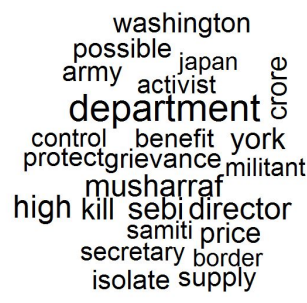 washington
possible
japan
army
activist
crore
department
control benefit york
protect grievance
militant
musharraf
high kill sebi director
samiti price
secretary border
isolate supply